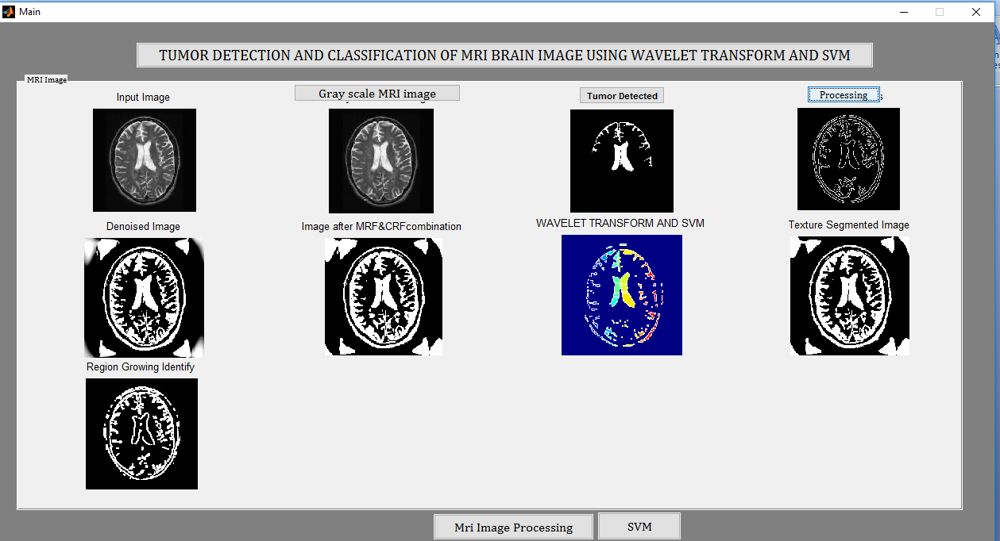 Main
TUMOR DETECTION AND CLASSIFICATION OF MRI BRAIN IMAGE USING WAVELET TRANSFORM AND SVM
MRI Image
Input Image
Gray scale MRI image
Tumor Detected
Processing
Denoised Image
Image after MRF&CRFcombination
WAVELET TRANSFORM AND SVM
Texture Segmented Image
Region Growing Identify
Mri Image Processing
SVM